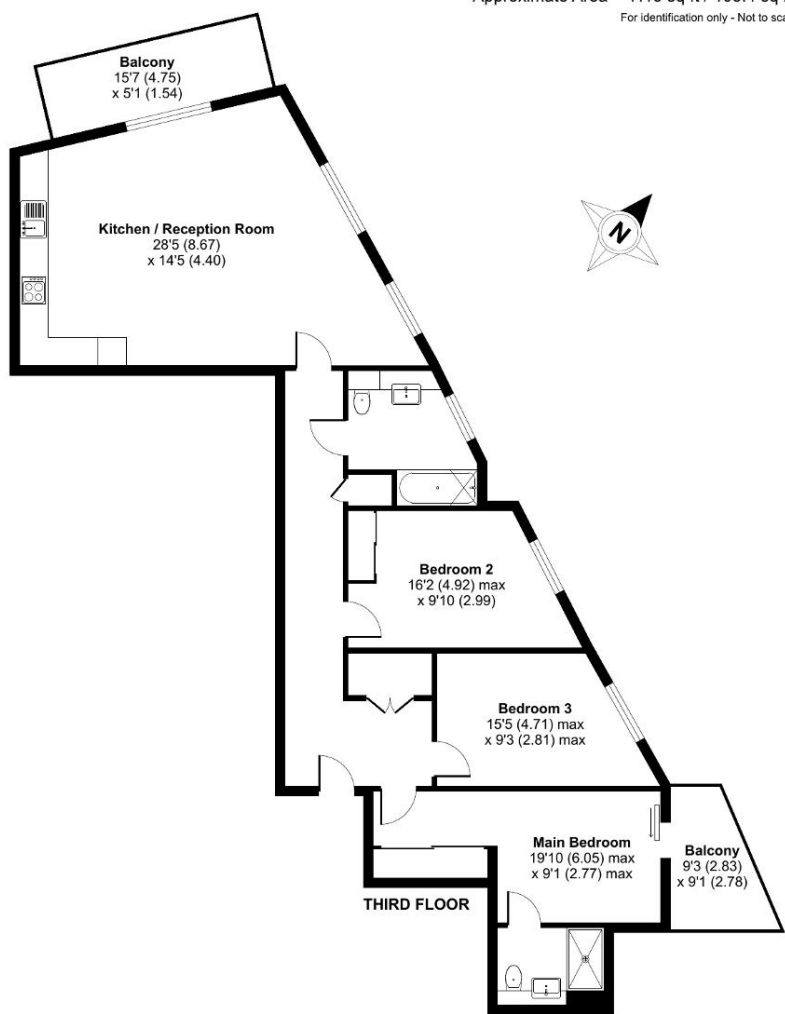 For identification only - Not to sca
Balcony
15'7 (4.75)
x 5'1 (1.54)
Kitchen / Reception Room
28'5 (8.67)
x 14'5 (4.40)
N
Bedroom 2
16'2 (4.92) max
x 9'10 (2.99)
Bedroom 3
15'5 (4.71) max
x 9'3 (2.81) max
Main Bedroom
19'10 (6.05) max
x 9'1 (2.77) max
Balcony
9'3 (2.83)
x 9'1 (2.78)
THIRD FLOOR